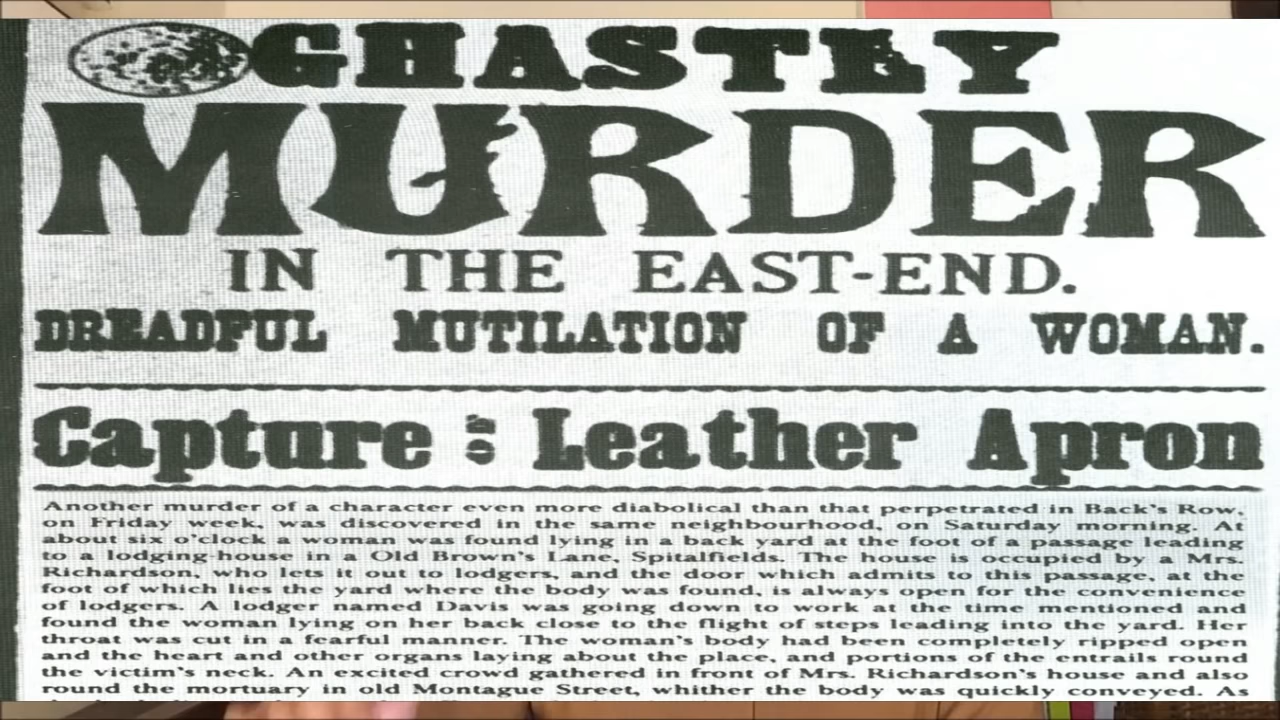 GHASTLY
MURDER
IN THE EAST-END.
DREADFUL MUTILATION OF A WOMAN.
Capture : Leather Apron
Another murder of a character even more diabolical than that perpetrated in Back's Row,
on Friday week, was discovered in the same neighbourhood, on Saturday morning. At
about six o'clock a woman was found lying in a back yard at the foot of a passage leading
to a lodging-house in a Old Brown's Lane, Spitalfields. The house is occupied by a Mrs.
Richardson, who lets it out to lodgers, and the door which admits to this passage, at the
foot of which lies the yard where the body was found, is always open for the convenience
of lodgers. A lodger named Davis was going down to work at the time mentioned and
found the woman lying on her back close to the flight of steps leading into the yard. Her
throat was cut in a fearful manner. The woman's body had been completely ripped open
and the heart and other organs laying about the place, and portions of the entrails round
the victim's neck. An excited crowd gathered in front of Mrs. Richardson's house and also
round the mortuary in old Montague Street, whither the body was quickly conveyed. As